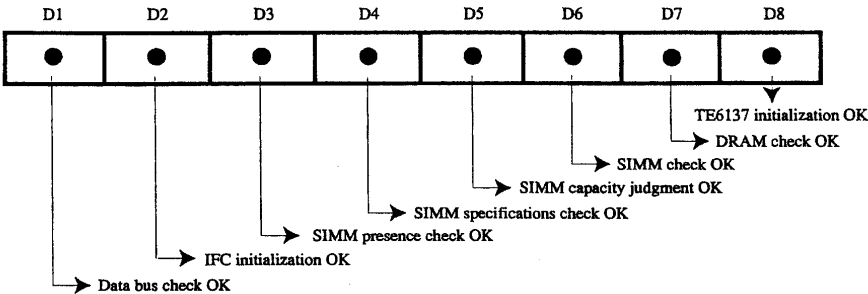 D1 D2 D3 D4 D5 D6 D7 D8
TE6137 initialization OK
DRAM check OK
SIMM check OK
SIMM capacity judgment OK
SIMM specifications check OK
SIMM presence check OK
IFC initialization OK
Data bus check OK